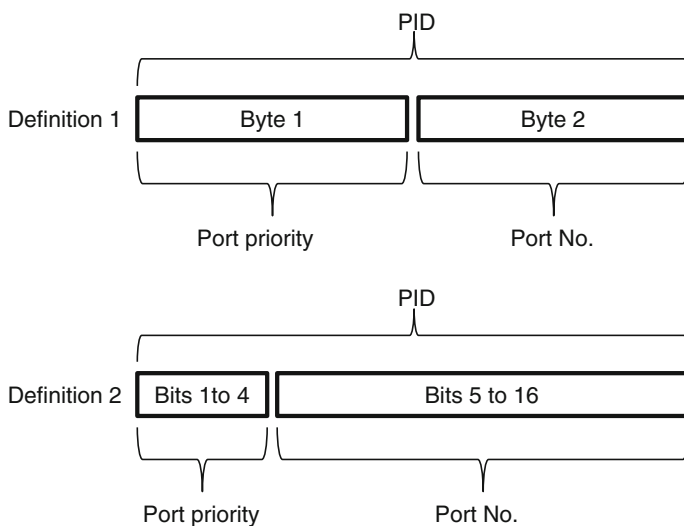 PID
Definition 1 Byte 1 Byte 2
Port priority Port No.
PID
Definition 2 Bits 1to 4 Bits 5 to 16
Port priority Port No.